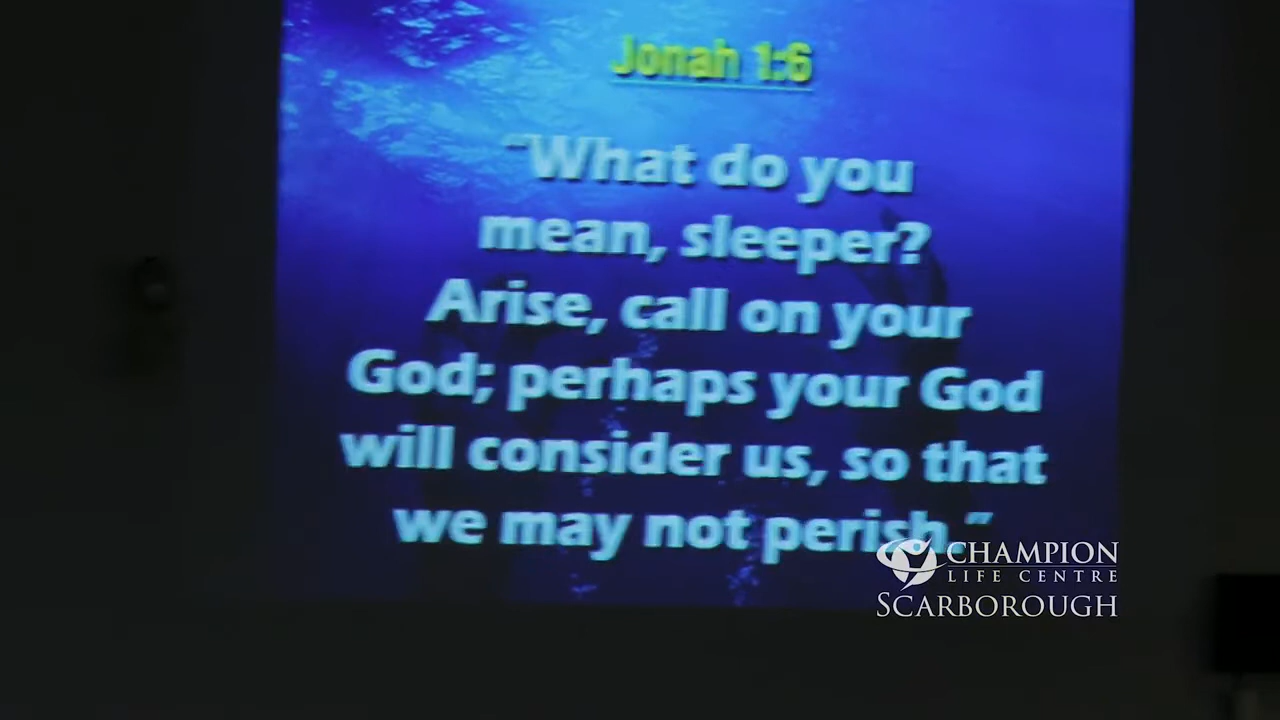 Jonah 1:6
"What do you
mean, sleeper?
Arise, call on your
God; perhaps your God
will consider us, so that
we may not perish."
CHAMPION
LIFE CENTRE
SCARBOROUGH